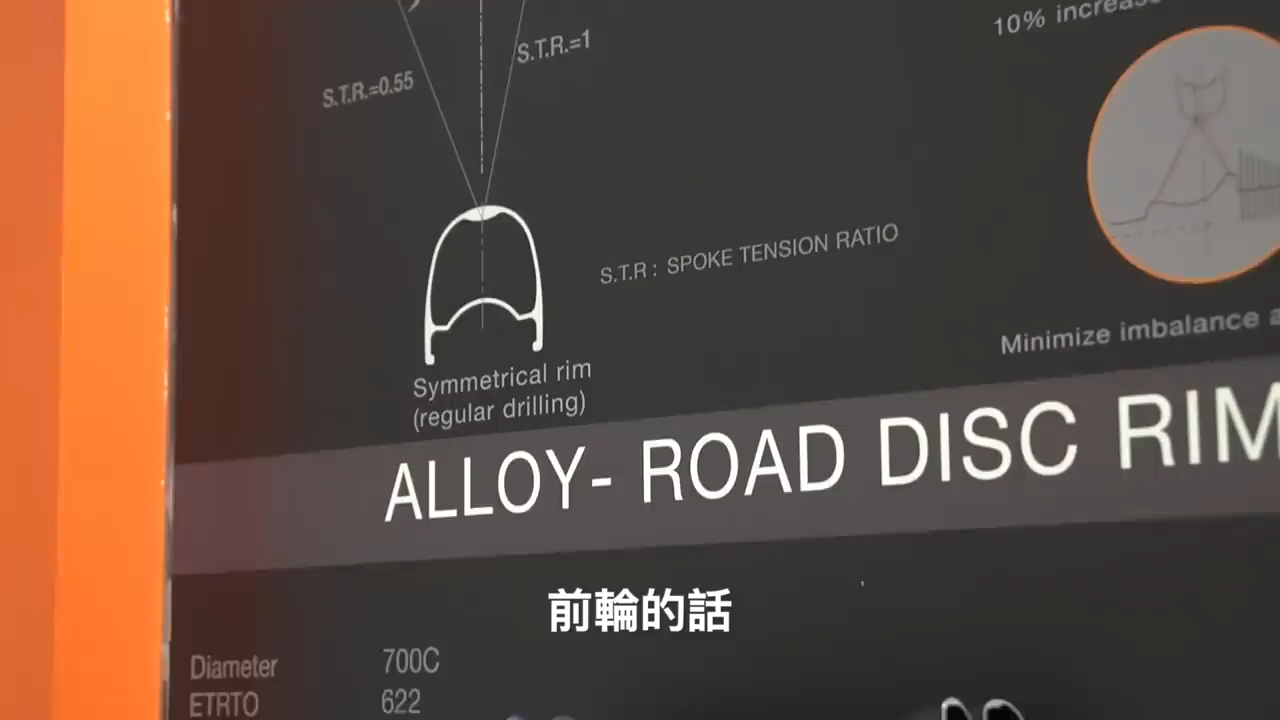 10% increase
S.T.R.=1
S.T.R.=0.55
S.T.R : SPOKE TENSION RATIO
Minimize imbalance
Symmetrical rim
(regular drilling)
ALLOY- ROAD DISC RIM
前輪的話
Diameter 700C
ETRTO 622